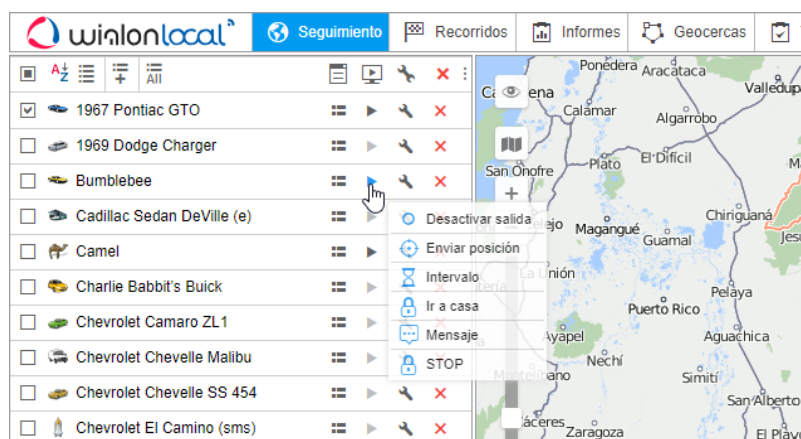 wialonlocal
Seguimiento
Recorridos
Informes
Geocercas
All
1967 Pontiac GTO
1969 Dodge Charger
Bumblebee
Cadillac Sedan DeVille (e)
Camel
Charlie Babbit's Buick
Chevrolet Camaro ZL1
Chevrolet Chevelle Malibu
Chevrolet Chevelle SS 454
Chevrolet El Camino (sms)
Desactivar salida
Enviar posición
Intervalo
Ir a casa
Mensaje
STOP
Ponedera
Aracataca
Valledup
Calamar
Algarrobo
San Onofre
Plato
El Difícil
Magangué
Guamal
Chiriguaná
La Unión
Puerto Rico
Pelaya
Ayapel
Aguachica
Nechí
Simití
Montelíbano
San Alberto
Cáceres
Zaragoza
El Playo